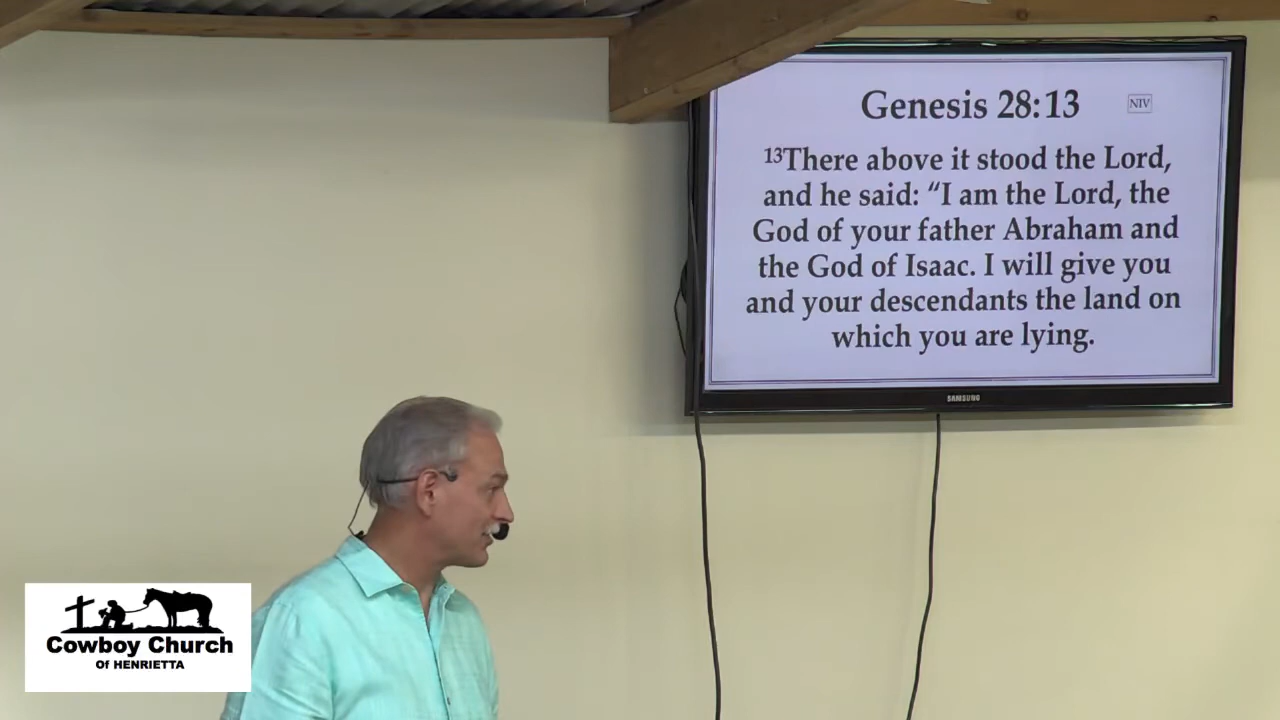 Genesis 28:13 NIV
13There above it stood the Lord,
and he said: “I am the Lord, the
God of your father Abraham and
the God of Isaac. I will give you
and your descendants the land on
which you are lying.
SAMSUNG
Cowboy Church
Of HENRIETTA